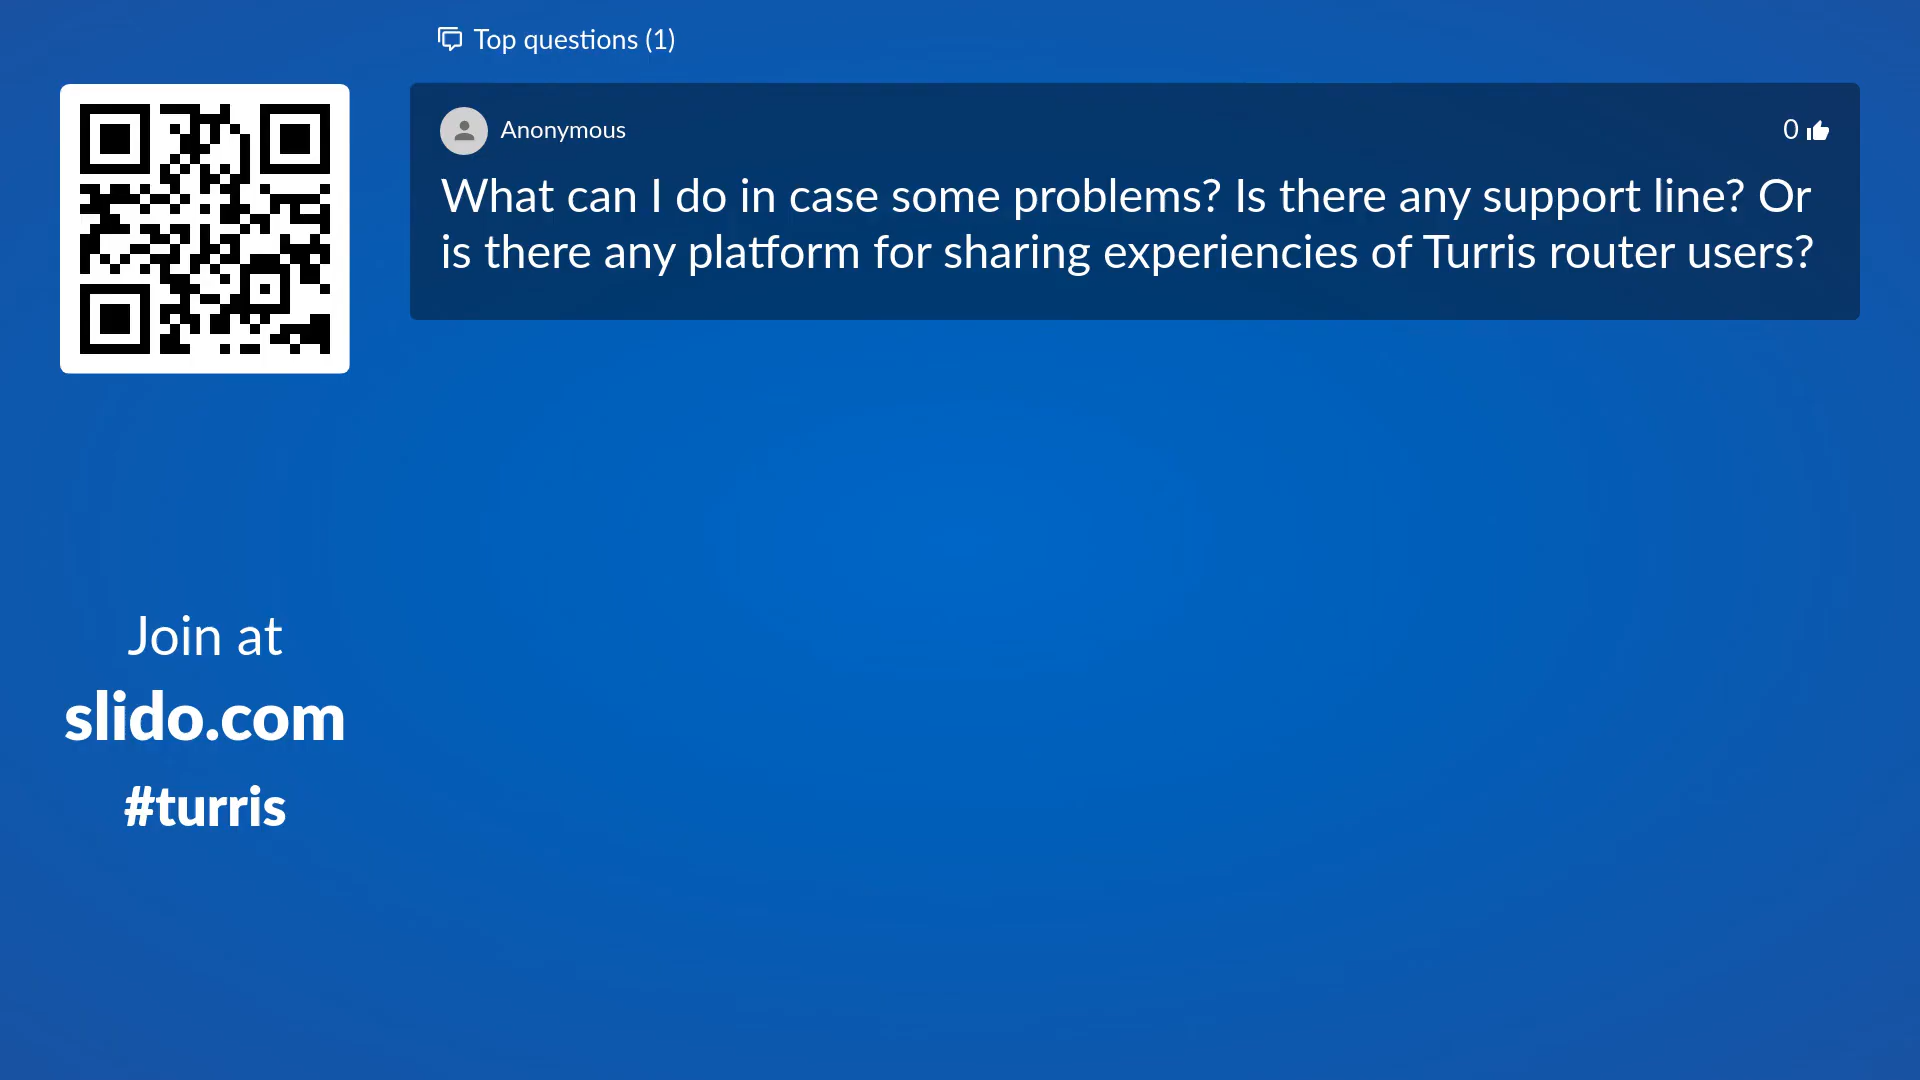 Top questions (1)
Anonymous
0
What can I do in case some problems? Is there any support line? Or
is there any platform for sharing experiencies of Turris router users?
Join at
slido.com
#turris